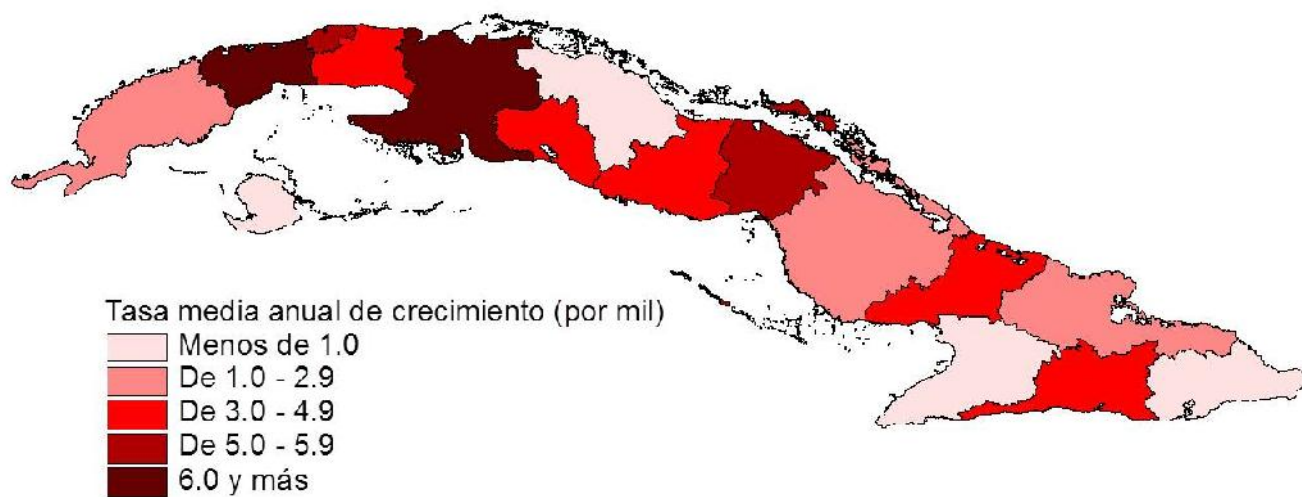 Tasa media anual de crecimiento (por mil)
Menos de 1.0
De 1.0 - 2.9
De 3.0 - 4.9
De 5.0 - 5.9
6.0 y más